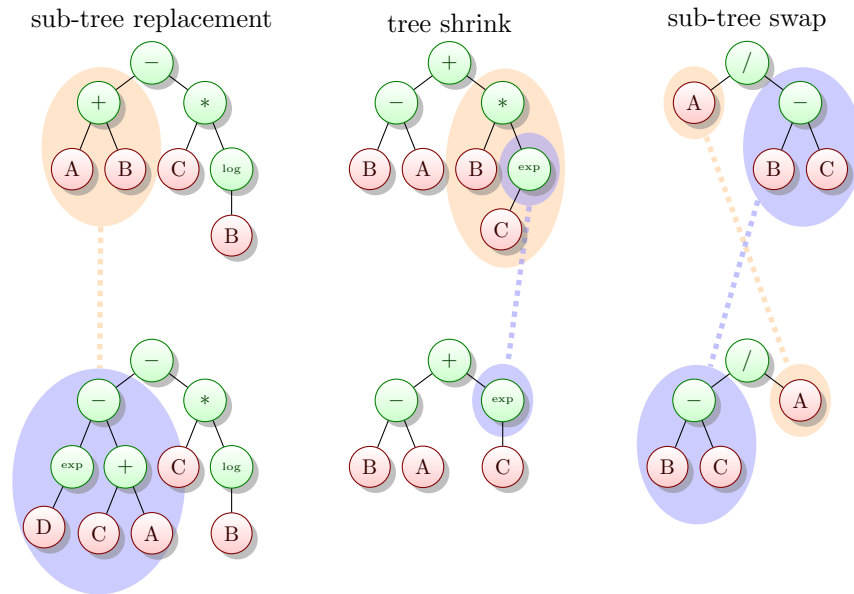 sub-tree replacement
tree shrink
sub-tree swap
−
+ *
A B C log
B
+
− *
B A B exp
C
/
A −
B C
−
− *
exp + C log
D C A B
+
− exp
B A C
/
− A
B C